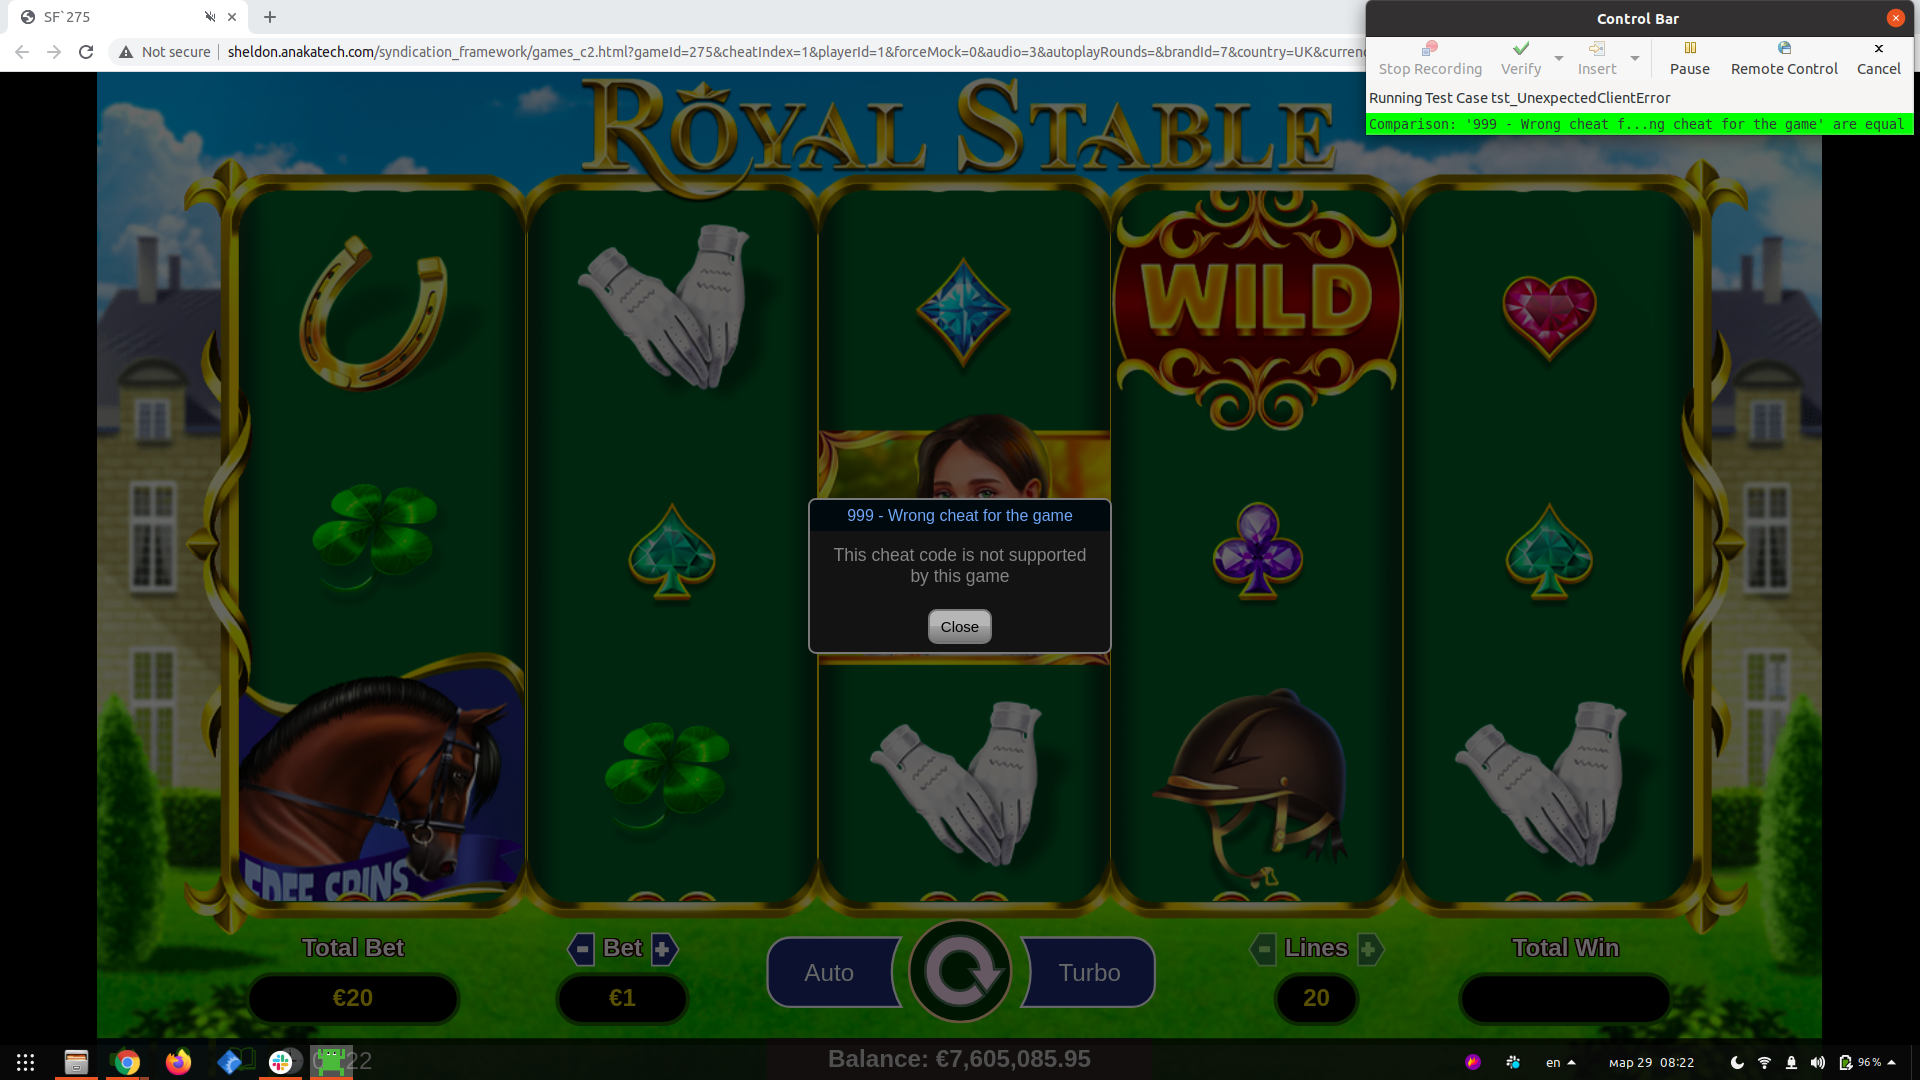 SF`275
Not secure
sheldon.anakatech.com/syndication_framework/games_c2.html?gameId=275&cheatIndex=1&playerId=1&forceMock=0&audio=3&autoplayRounds=&brandId=7&country=UK&curren
Control Bar
Stop Recording
Verify
Insert
Pause
Remote Control
Cancel
Running Test Case tst_UnexpectedClientError
Comparison: '999 - Wrong cheat f...ng cheat for the game' are equal
ROYAL STABLE
WILD
999 - Wrong cheat for the game
This cheat code is not supported
by this game
Close
FREE SPINS
Total Bet
Bet
Lines
Total Win
Auto
Turbo
€20
€1
20
Balance: €7,605,085.95
en
мар 29 08:22
96 %